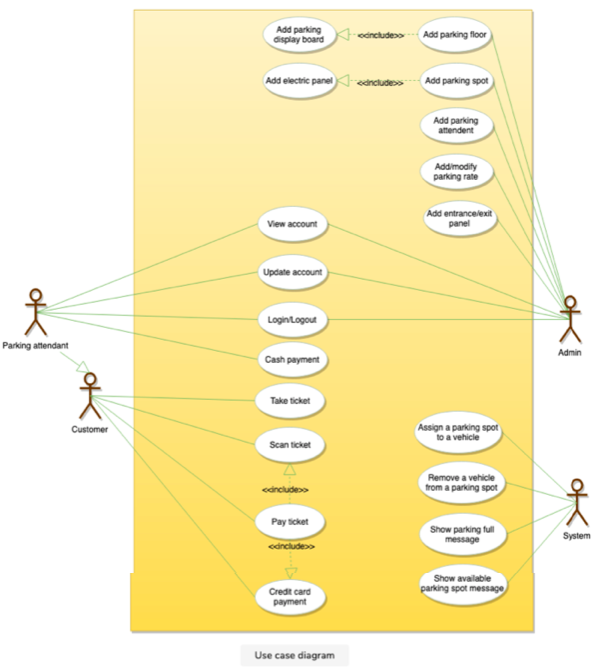 Add parking
display board
<<include>>
Add parking floor
Add electric panel
<<include>>
Add parking spot
Add parking
attendent
Add/modify
parking rate
Add entrance/exit
panel
View account
Update account
Login/Logout
Cash payment
Take ticket
Scan ticket
<<include>>
Pay ticket
<<include>>
Credit card
payment
Parking attendant
Customer
Admin
Assign a parking spot
to a vehicle
Remove a vehicle
from a parking spot
Show parking full
message
Show available
parking spot message
System
Use case diagram